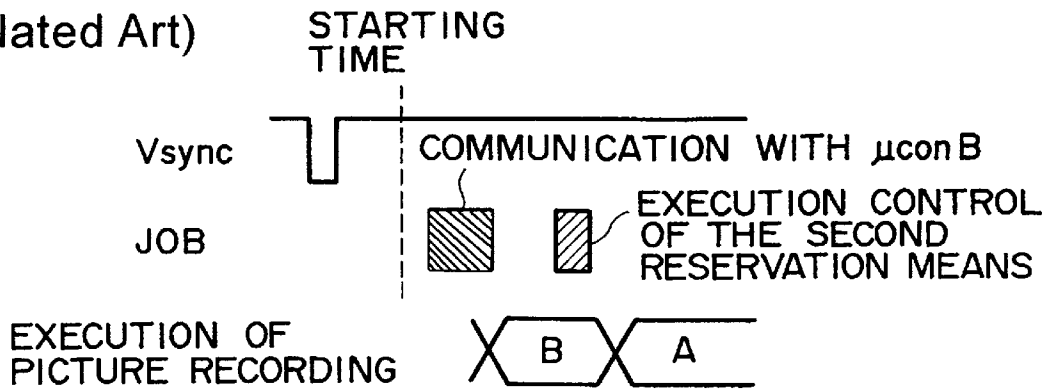 lated Art)
STARTING
TIME
Vsync
COMMUNICATION WITH μcon B
JOB
EXECUTION CONTROL
OF THE SECOND
RESERVATION MEANS
EXECUTION OF
PICTURE RECORDING
B
A